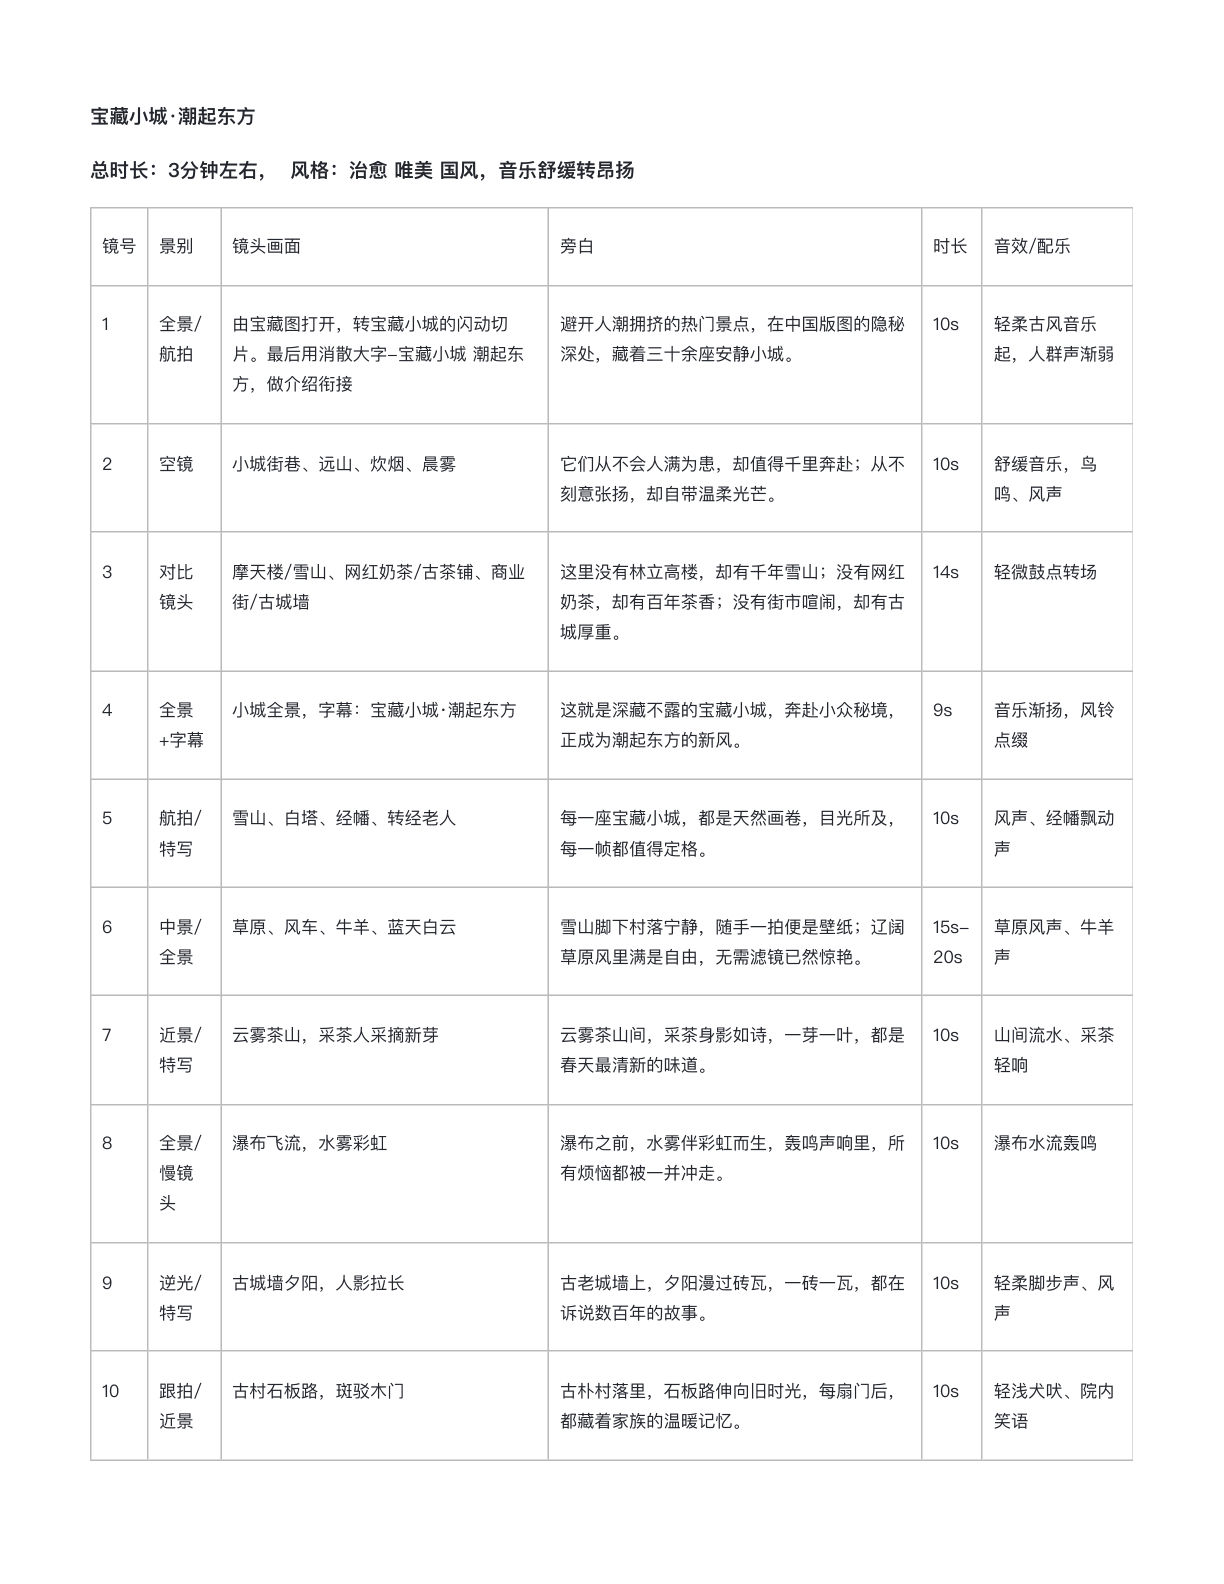 宝藏小城·潮起东方
总时长：3分钟左右， 风格：治愈 唯美 国风，音乐舒缓转昂扬
镜号 景别 镜头画面 旁白 时长 音效/配乐
1 全景/ 由宝藏图打开，转宝藏小城的闪动切 避开人潮拥挤的热门景点，在中国版图的隐秘 10s 轻柔古风音乐
航拍 片。最后用消散大字–宝藏小城 潮起东 深处，藏着三十余座安静小城。 起，人群声渐弱
方，做介绍衔接
2 空镜 小城街巷、远山、炊烟、晨雾 它们从不会人满为患，却值得千里奔赴；从不 10s 舒缓音乐，鸟
刻意张扬，却自带温柔光芒。 鸣、风声
3 对比 摩天楼/雪山、网红奶茶/古茶铺、商业 这里没有林立高楼，却有千年雪山；没有网红 14s 轻微鼓点转场
镜头 街/古城墙 奶茶，却有百年茶香；没有街市喧闹，却有古
城厚重。
4 全景 小城全景，字幕：宝藏小城·潮起东方 这就是深藏不露的宝藏小城，奔赴小众秘境， 9s 音乐渐扬，风铃
+字幕 正成为潮起东方的新风。 点缀
5 航拍/ 雪山、白塔、经幡、转经老人 每一座宝藏小城，都是天然画卷，目光所及， 10s 风声、经幡飘动
特写 每一帧都值得定格。 声
6 中景/ 草原、风车、牛羊、蓝天白云 雪山脚下村落宁静，随手一拍便是壁纸；辽阔 15s– 草原风声、牛羊
全景 草原风里满是自由，无需滤镜已然惊艳。 20s 声
7 近景/ 云雾茶山，采茶人采摘新芽 云雾茶山间，采茶身影如诗，一芽一叶，都是 10s 山间流水、采茶
特写 春天最清新的味道。 轻响
8 全景/ 瀑布飞流，水雾彩虹 瀑布之前，水雾伴彩虹而生，轰鸣声响里，所 10s 瀑布水流轰鸣
慢镜 有烦恼都被一并冲走。
头
9 逆光/ 古城墙夕阳，人影拉长 古老城墙上，夕阳漫过砖瓦，一砖一瓦，都在 10s 轻柔脚步声、风
特写 诉说数百年的故事。 声
10 跟拍/ 古村石板路，斑驳木门 古朴村落里，石板路伸向旧时光，每扇门后， 10s 轻浅犬吠、院内
近景 都藏着家族的温暖记忆。 笑语